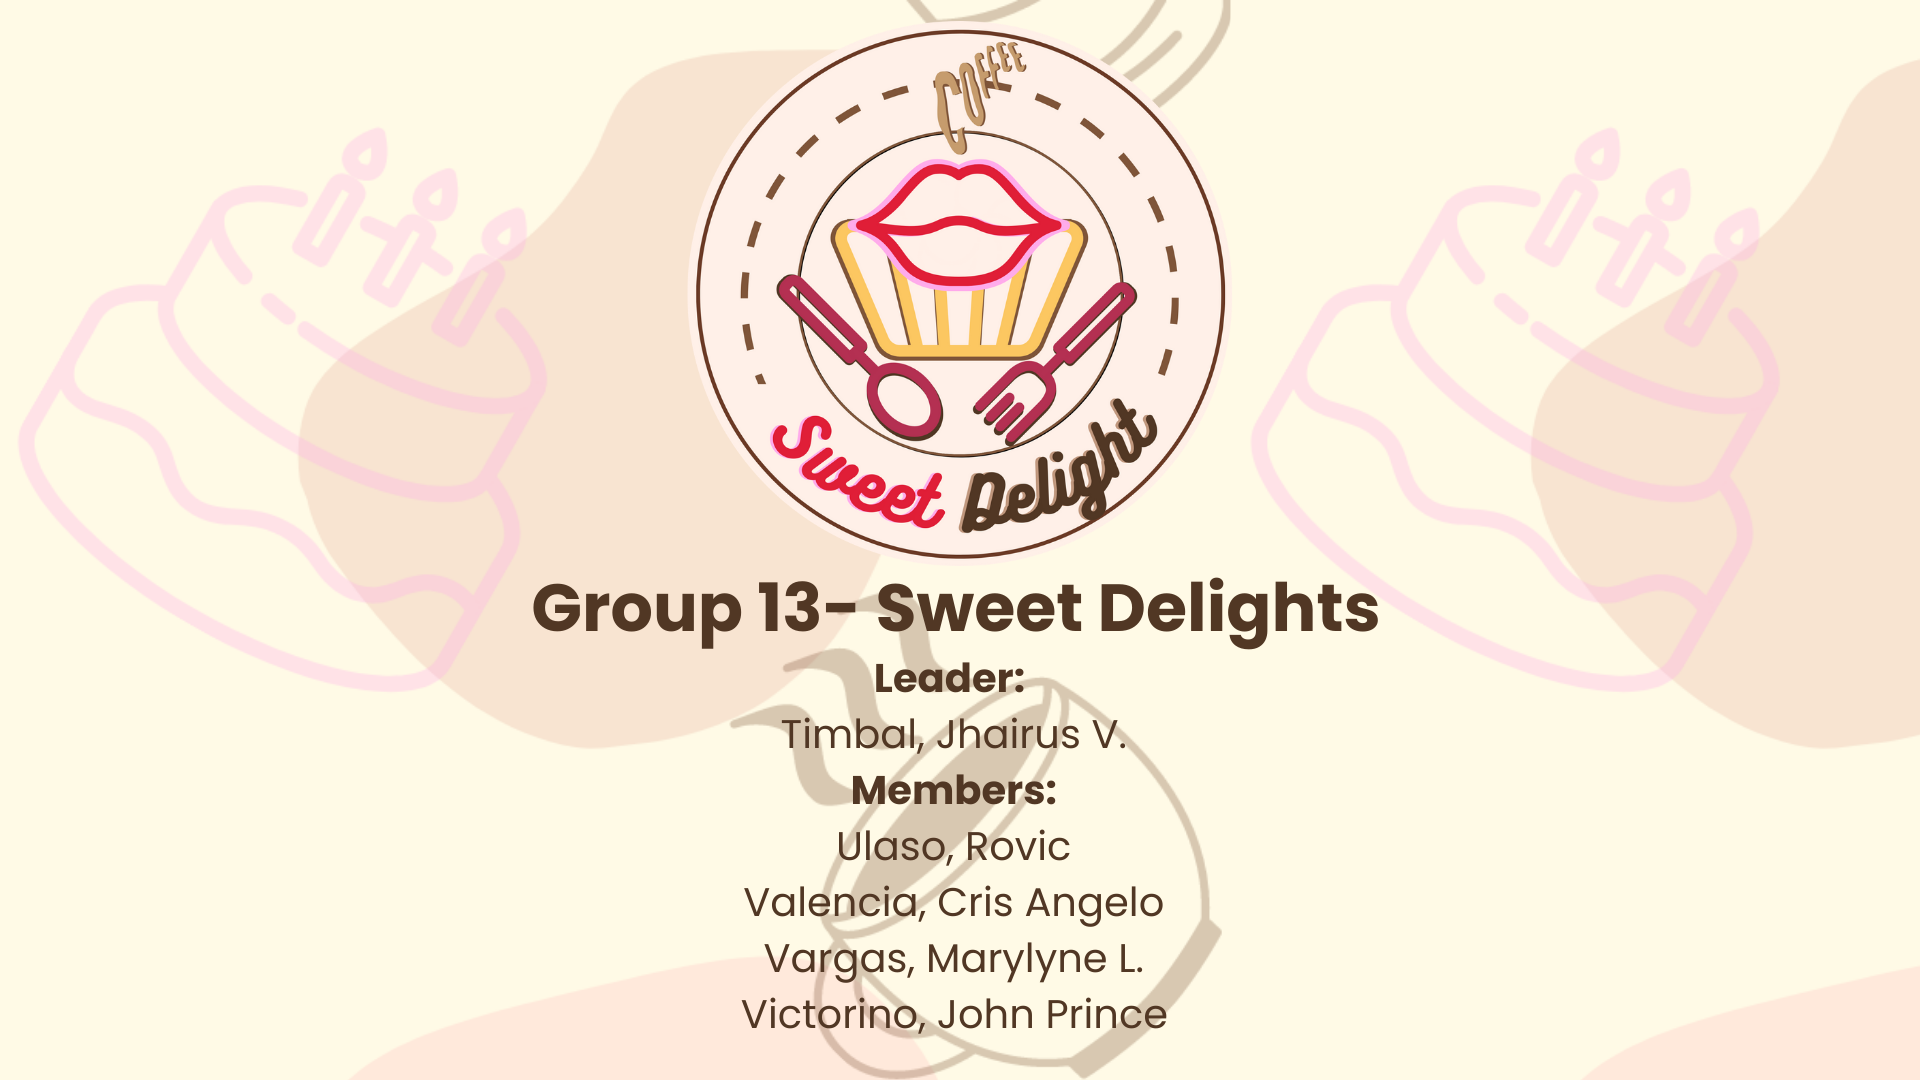 COFFEE
Sweet Delight
Group 13- Sweet Delights
Leader:
Timbal, Jhairus V.
Members:
Ulaso, Rovic
Valencia, Cris Angelo
Vargas, Marylyne L.
Victorino, John Prince